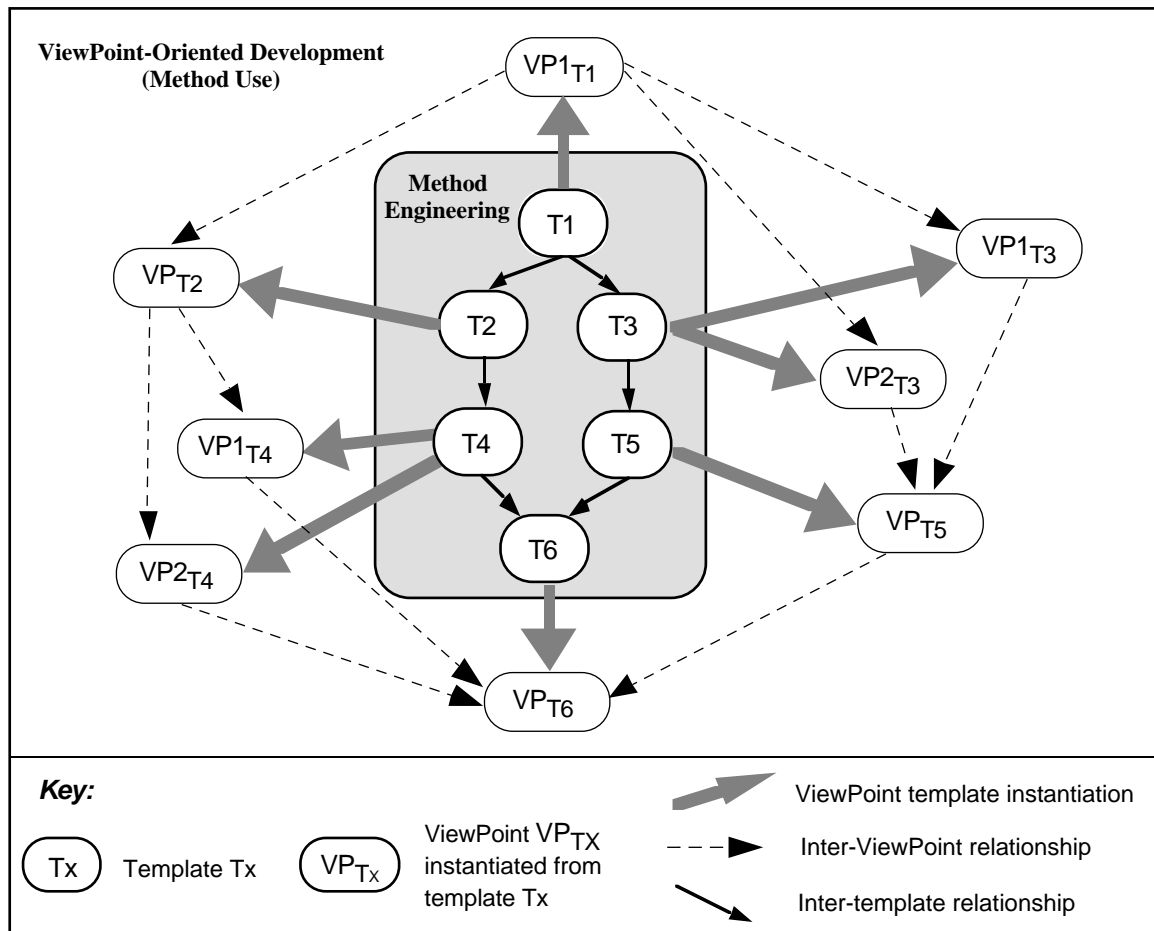 ViewPoint-Oriented Development
(Method Use)
VP1T1
Method
Engineering
T1
VPT2
VP1T3
T2
T3
VP2T3
VP1T4
T4
T5
VPT5
T6
VP2T4
VPT6
Key:
Tx
Template Tx
VPTx
ViewPoint VPTX
instantiated from
template Tx
ViewPoint template instantiation
Inter-ViewPoint relationship
Inter-template relationship